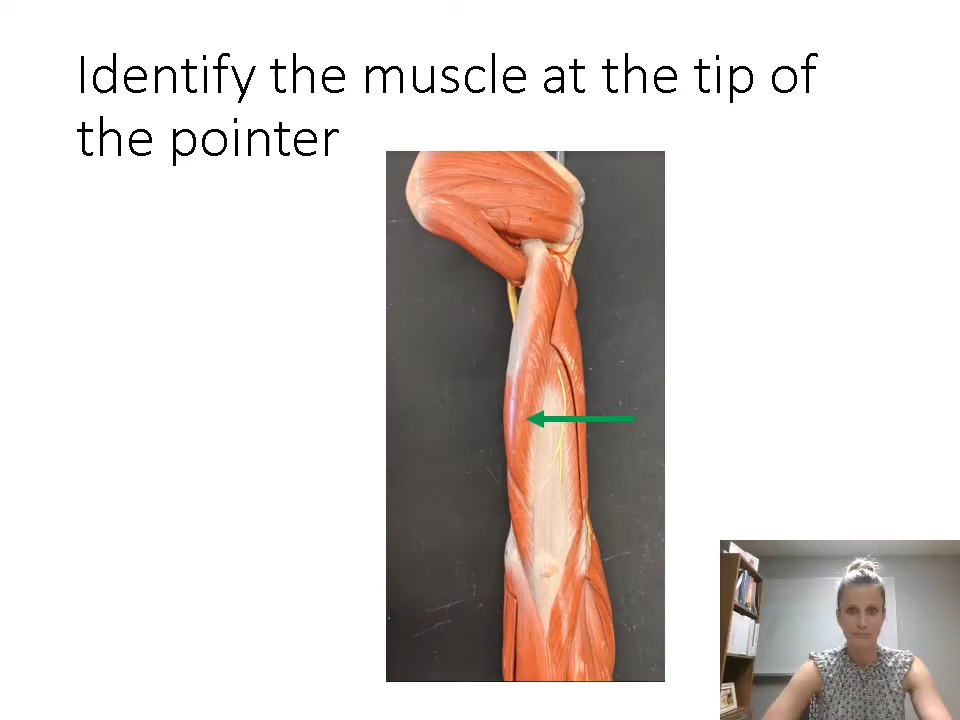 Identify the muscle at the tip of
the pointer